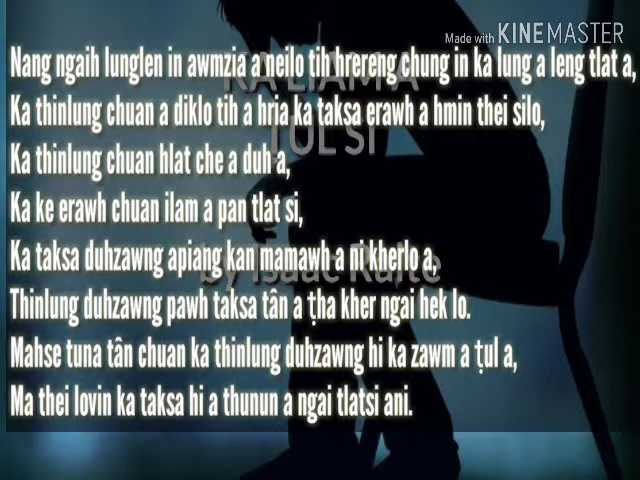 Made with KINEMASTER
Nang ngaih lunglen in awmzia a neilo tih hrereng chung in ka lung a leng tlat a,
KA LIAM A
Ka thinlung chuan a diklo tih a hria ka taksa erawh a hmin thei silo,
TUL SI
Ka thinlung chuan hlat che a duh a,
Ka ke erawh chuan ilam a pan tlat si,
Ka taksa duhzawng apiang kan mamawh a ni kherlo a,
by Isaac Ralte
Thinlung duhzawng pawh taksa tân a ṭha kher ngai hek lo.
Mahse tuna tân chuan ka thinlung duhzawng hi ka zawm a ṭul a,
Ma thei lovin ka taksa hi a thunun a ngai tlatsi ani.